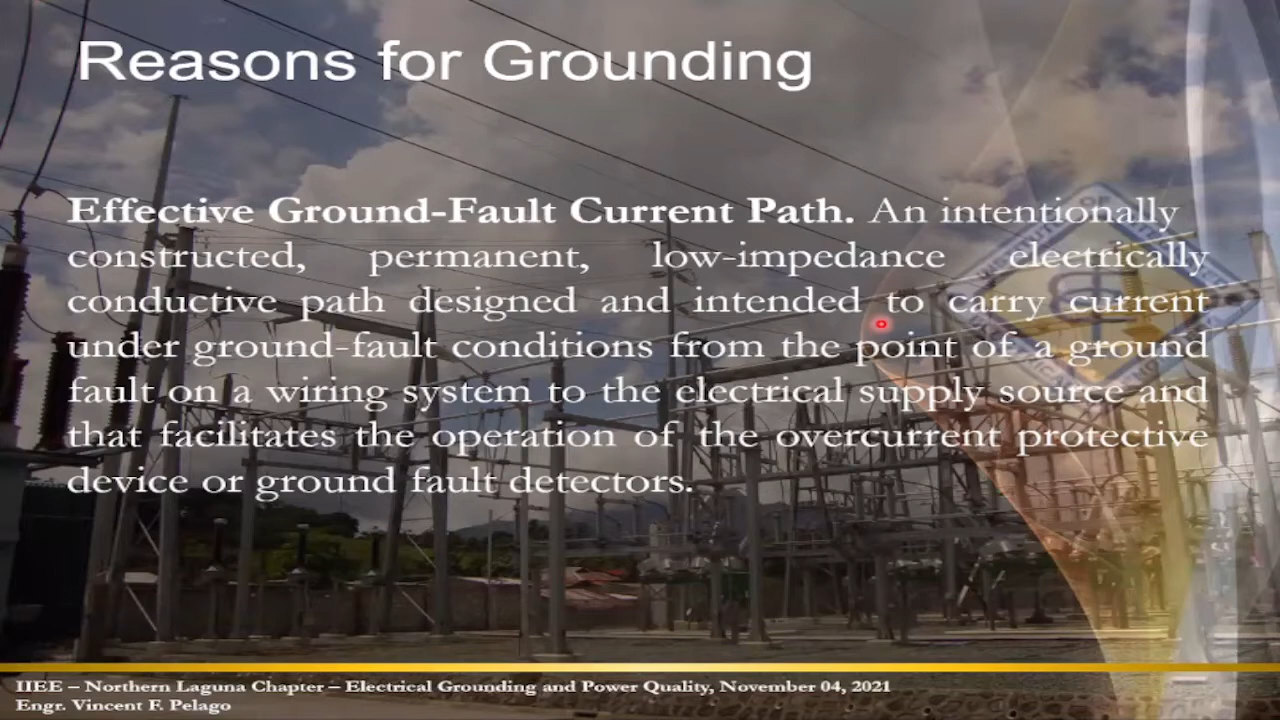 Reasons for Grounding
Effective Ground-Fault Current Path. An intentionally
constructed, permanent, low-impedance electrically
conductive path designed and intended to carry current
under ground-fault conditions from the point of a ground
fault on a wiring system to the electrical supply source and
that facilitates the operation of the overcurrent protective
device or ground fault detectors.
IIEE – Northern Laguna Chapter – Electrical Grounding and Power Quality, November 04, 2021
Engr. Vincent F. Pelago